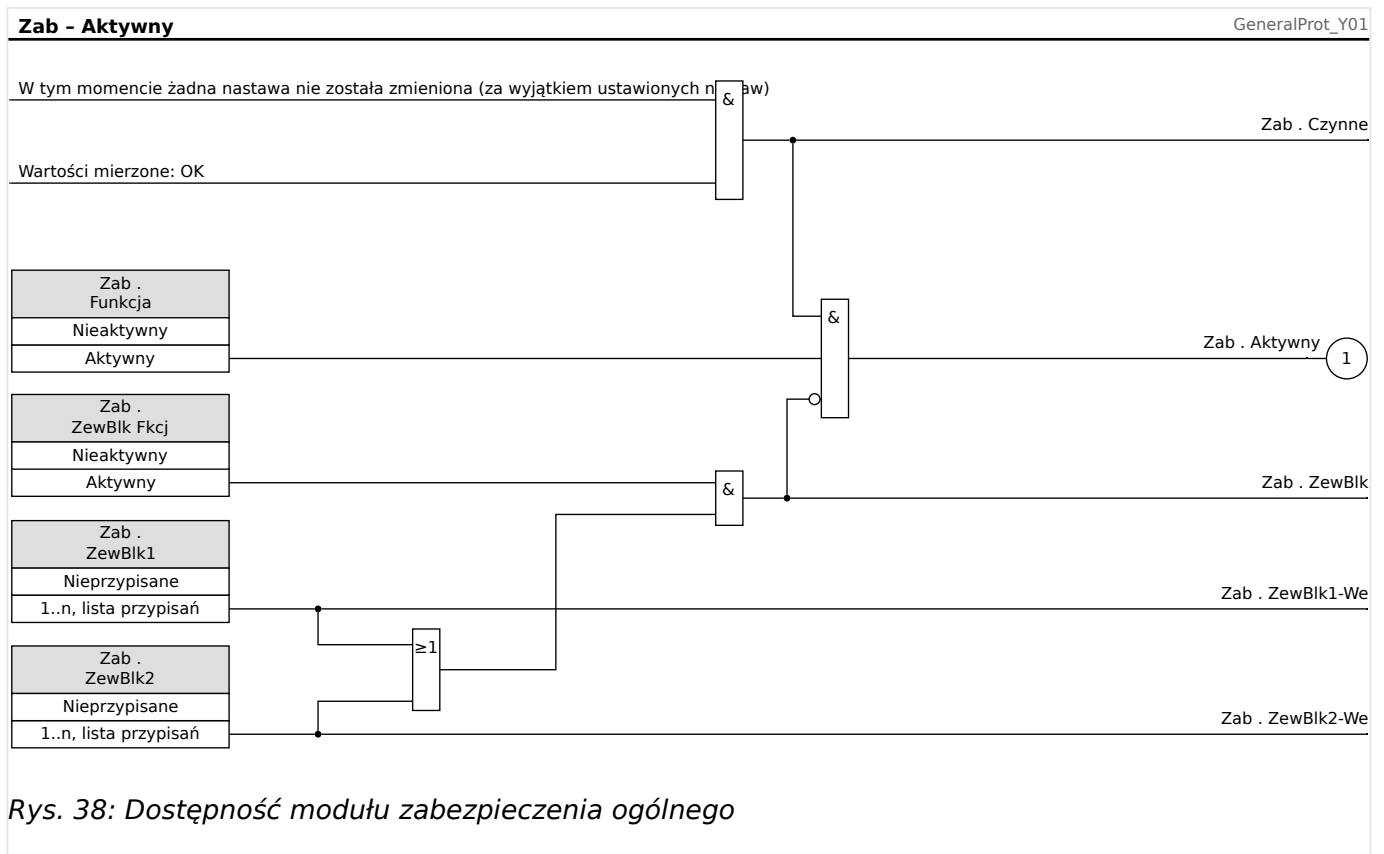 Zab – Aktywny
GeneralProt_Y01
W tym momencie żadna nastawa nie została zmieniona (za wyjątkiem ustawionych n aw)
&
Zab . Czynne
Wartości mierzone: OK
Zab .
Funkcja
Nieaktywny
Aktywny
&
Zab . Aktywny
1
Zab .
ZewBlk Fkcj
Nieaktywny
Aktywny
&
Zab . ZewBlk
Zab .
ZewBlk1
Nieprzypisane
1..n, lista przypisań
Zab . ZewBlk1-We
≥1
Zab .
ZewBlk2
Nieprzypisane
1..n, lista przypisań
Zab . ZewBlk2-We
Rys. 38: Dostępność modułu zabezpieczenia ogólnego